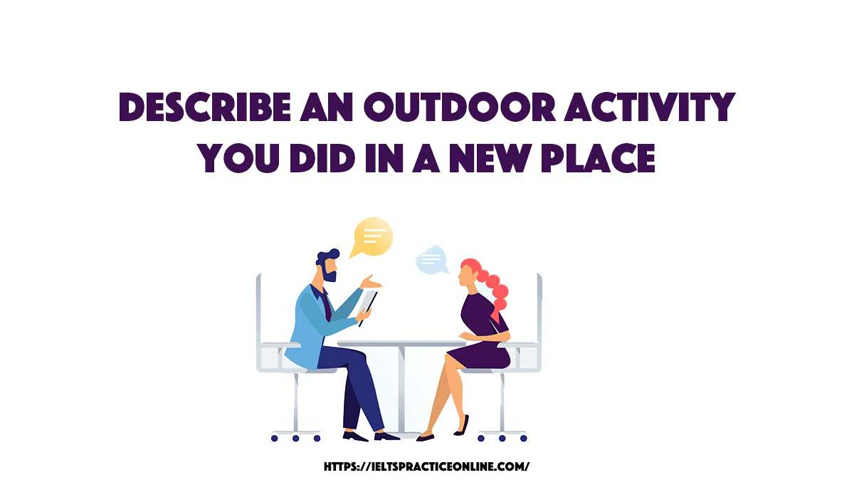 DESCRIBE AN OUTDOOR ACTIVITY
YOU DID IN A NEW PLACE
HTTPS://IELTSPRACTICEONLINE.COM/